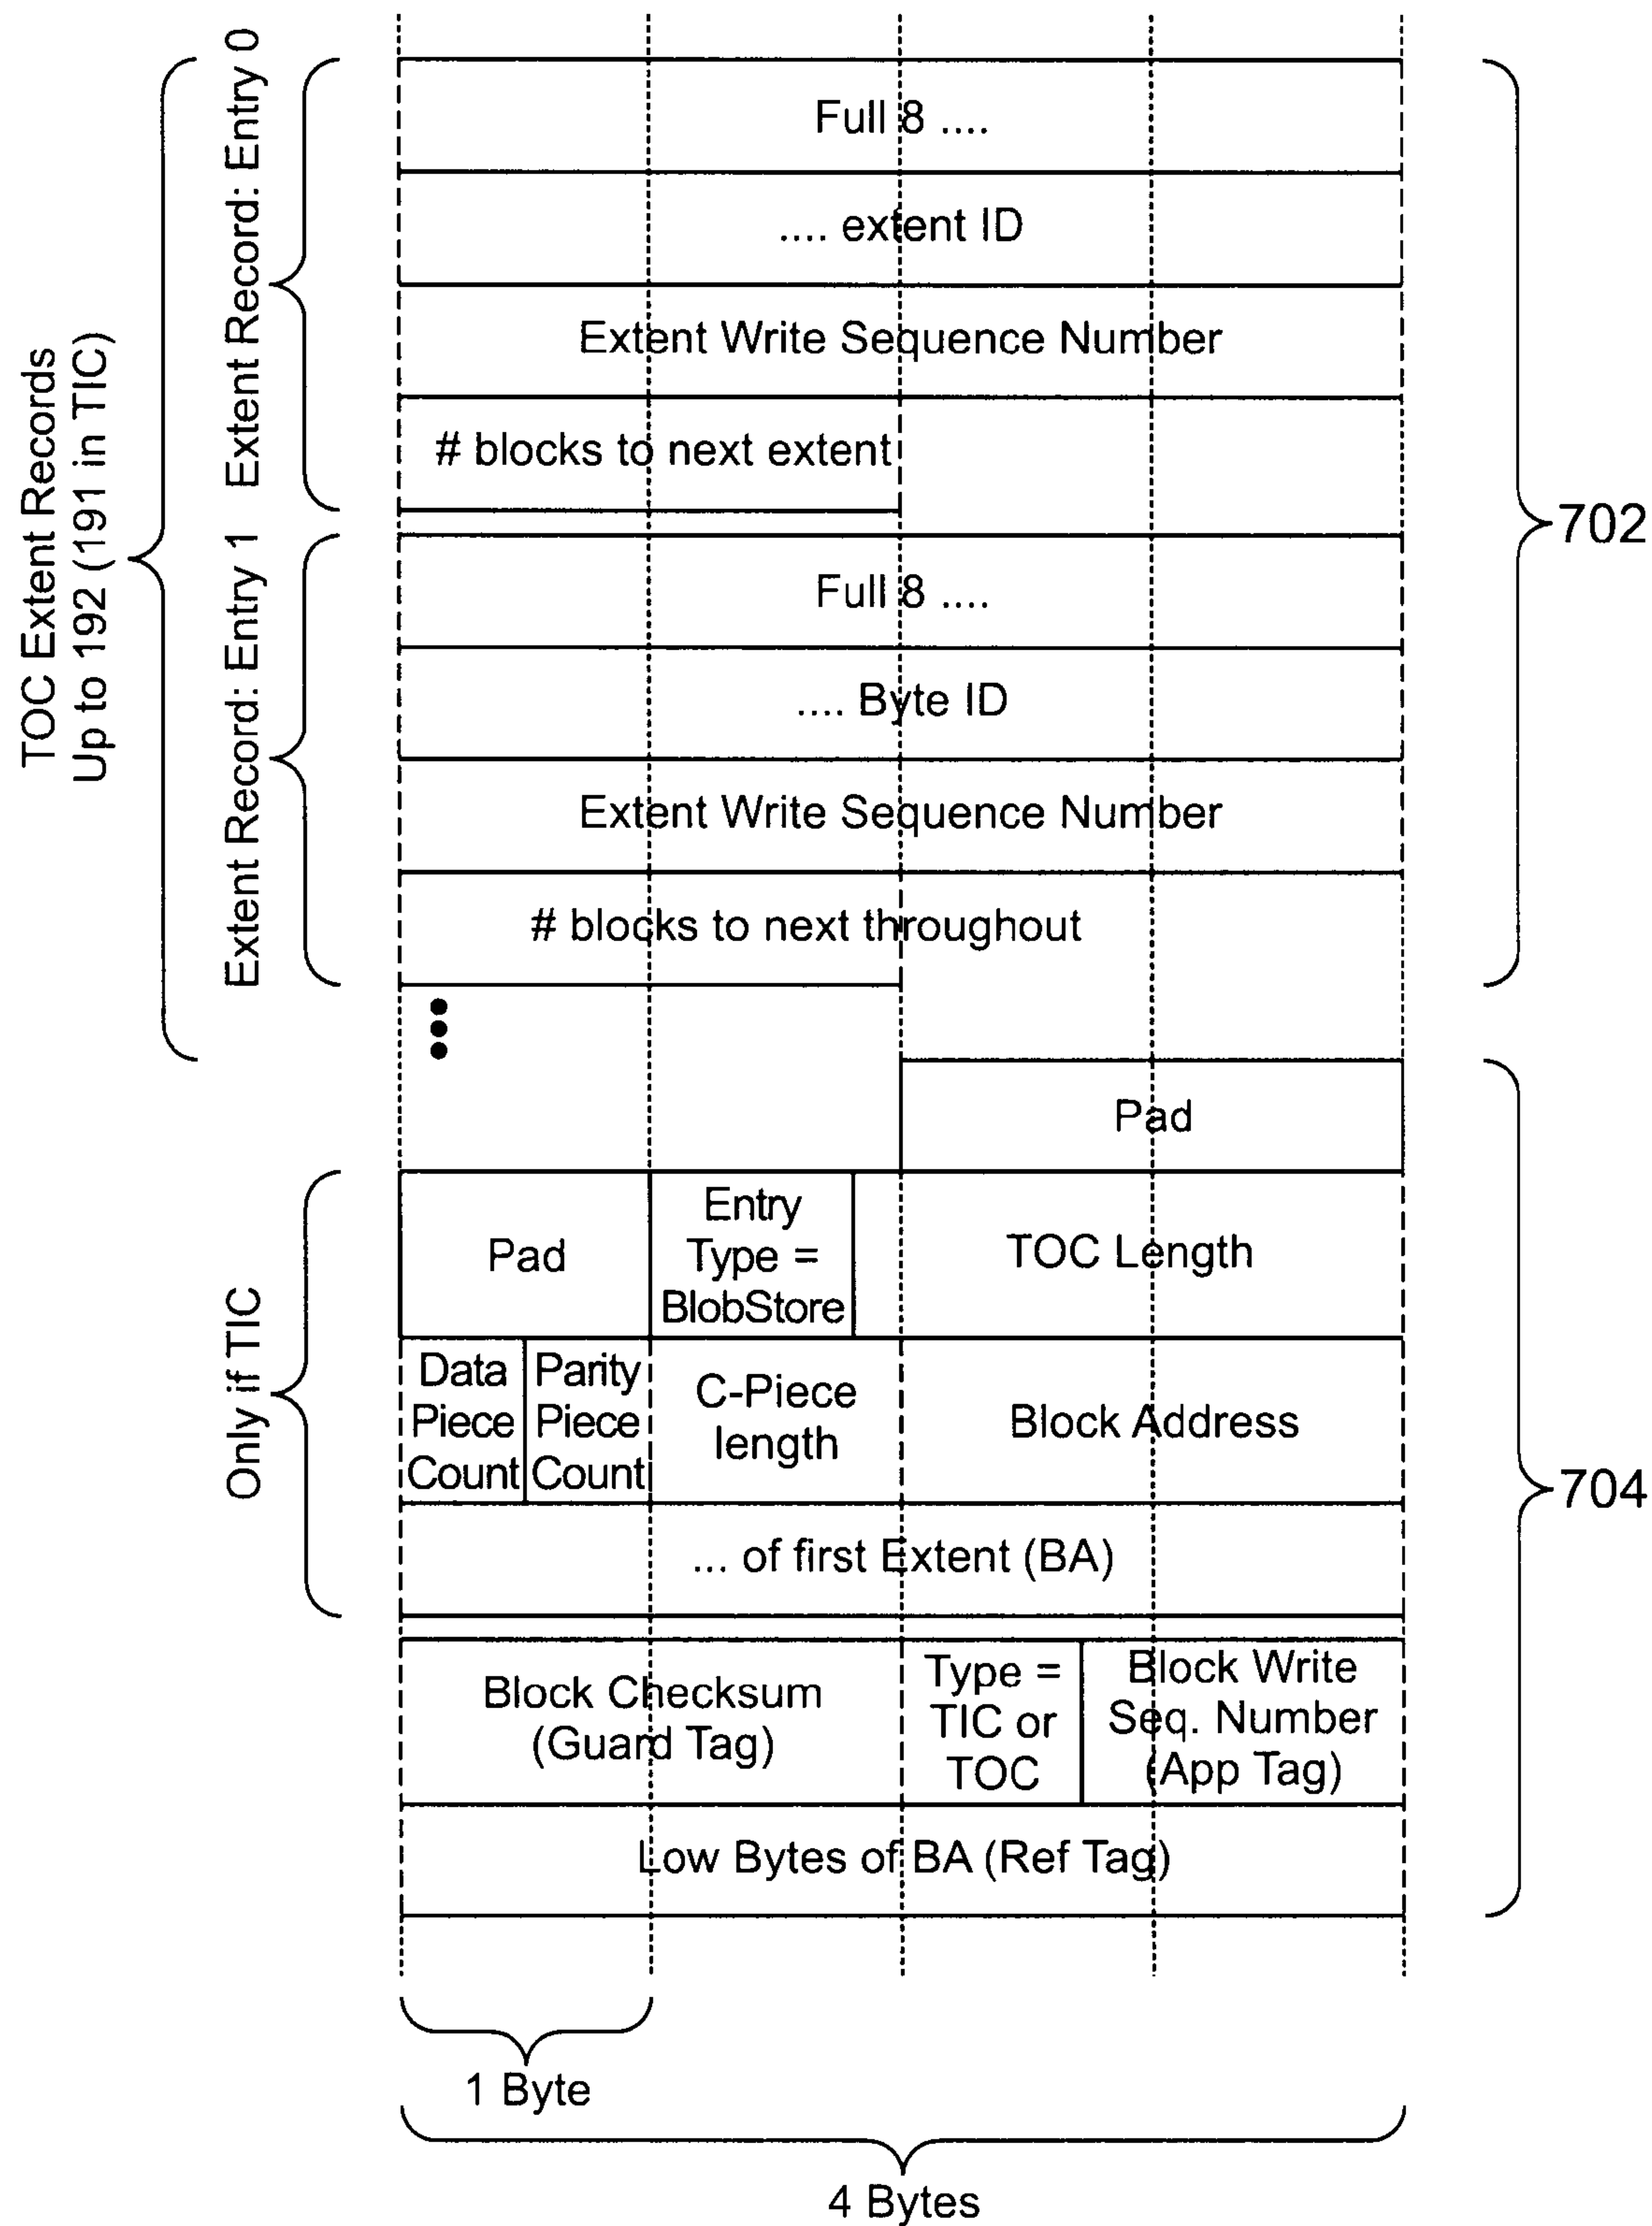 TOC Extent Records
Up to 192 (191 in TIC)
Extent Record: Entry 0
Full 8 ....
.... extent ID
Extent Write Sequence Number
# blocks to next extent
702
Extent Record: Entry 1
Full 8 ....
.... Byte ID
Extent Write Sequence Number
# blocks to next throughout
Pad
Only if TIC
Pad
Entry
Type =
BlobStore
TOC Length
Data
Piece
Count
Parity
Piece
Count
C-Piece
length
Block Address
... of first Extent (BA)
704
Block Checksum
(Guard Tag)
Type =
TIC or
TOC
Block Write
Seq. Number
(App Tag)
Low Bytes of BA (Ref Tag)
1 Byte
4 Bytes